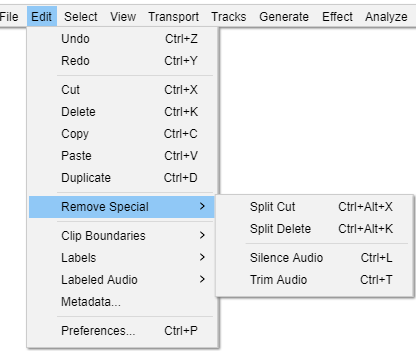 File Edit Select View Transport Tracks Generate Effect Analyze
Undo Ctrl+Z
Redo Ctrl+Y
Cut Ctrl+X
Delete Ctrl+K
Copy Ctrl+C
Paste Ctrl+V
Duplicate Ctrl+D
Remove Special >
Split Cut Ctrl+Alt+X
Split Delete Ctrl+Alt+K
Silence Audio Ctrl+L
Trim Audio Ctrl+T
Clip Boundaries >
Labels >
Labeled Audio >
Metadata...
Preferences... Ctrl+P